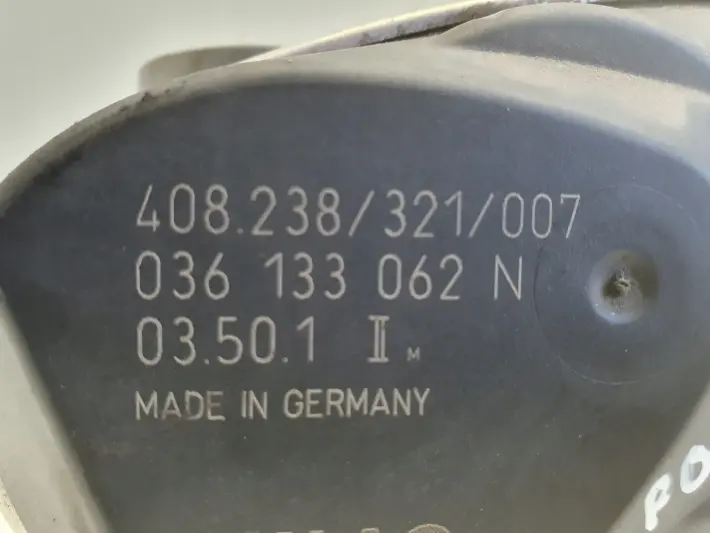 408.238/321/007
036 133 062 N
03.50.1 II M
MADE IN GERMANY